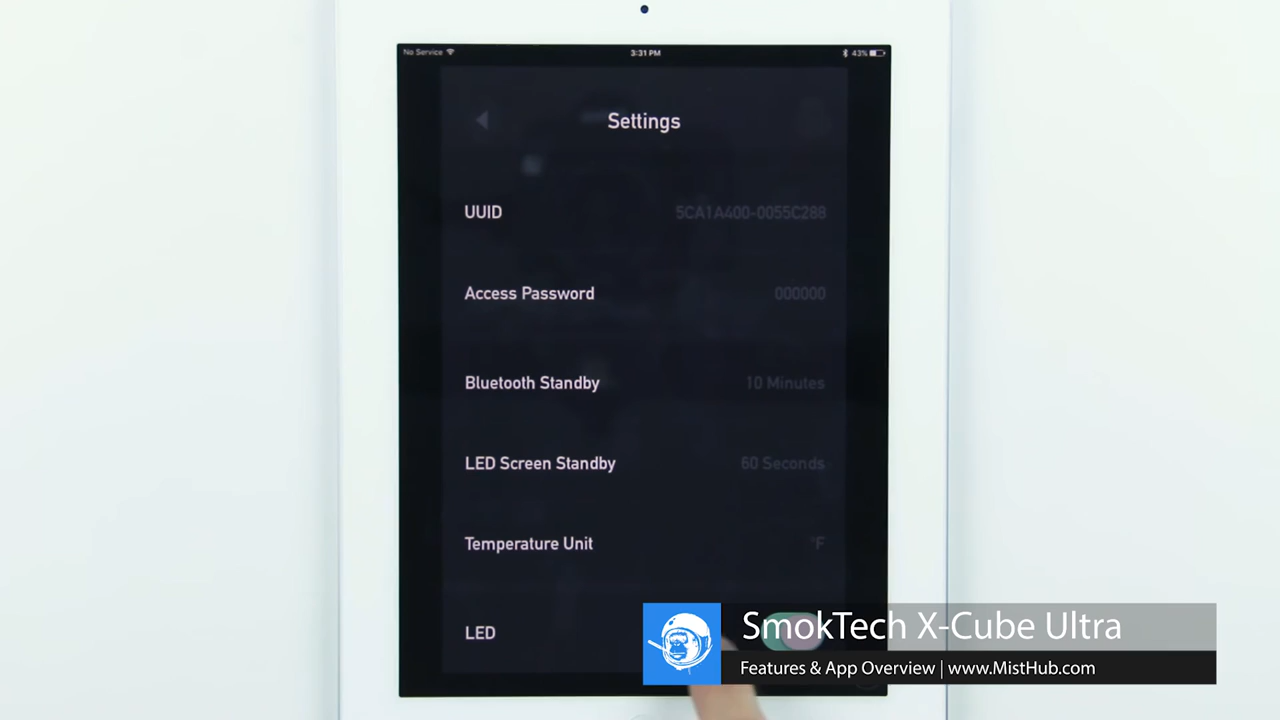 No Service
3:31 PM
43%
Settings
UUID 5CA1A400-0055C288
Access Password 000000
Bluetooth Standby 10 Minutes
LED Screen Standby 60 Seconds
Temperature Unit °F
LED
SmokTech X-Cube Ultra
Features & App Overview | www.MistHub.com